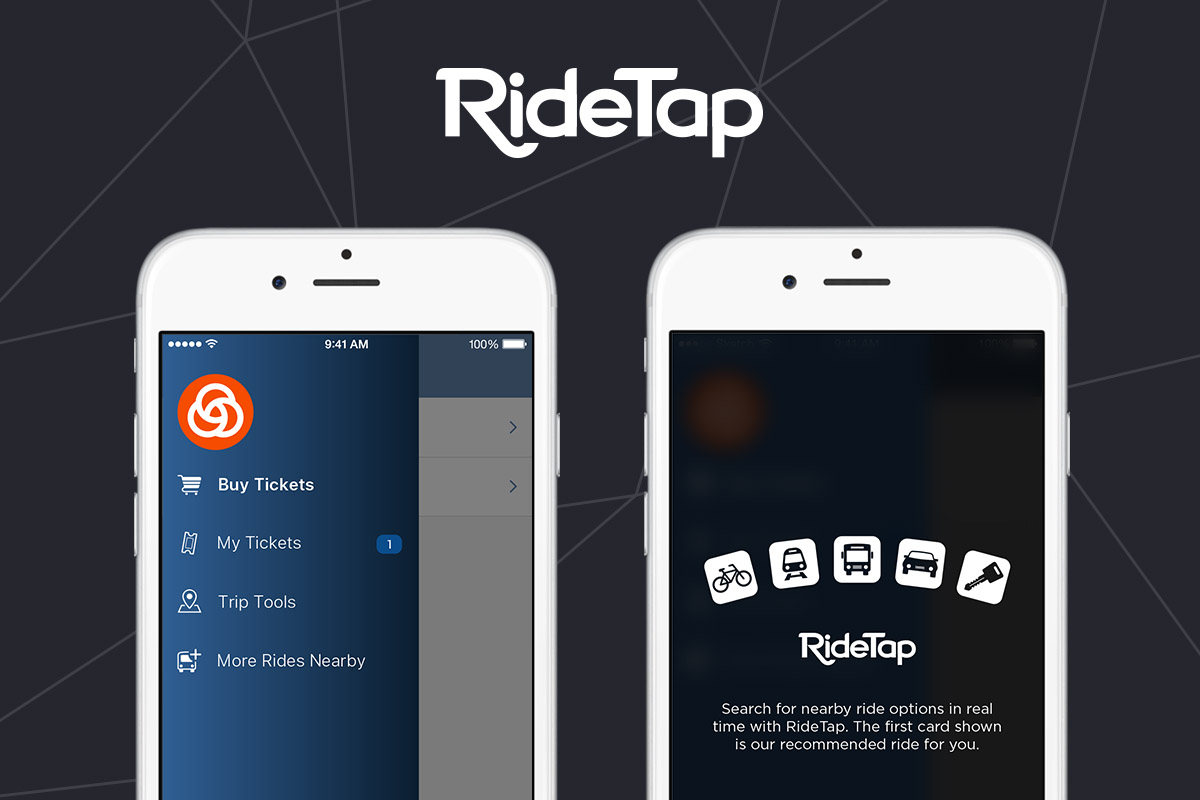 RideTap
9:41 AM
100%
Buy Tickets
My Tickets
1
Trip Tools
More Rides Nearby
RideTap
Search for nearby ride options in real
time with RideTap. The first card shown
is our recommended ride for you.